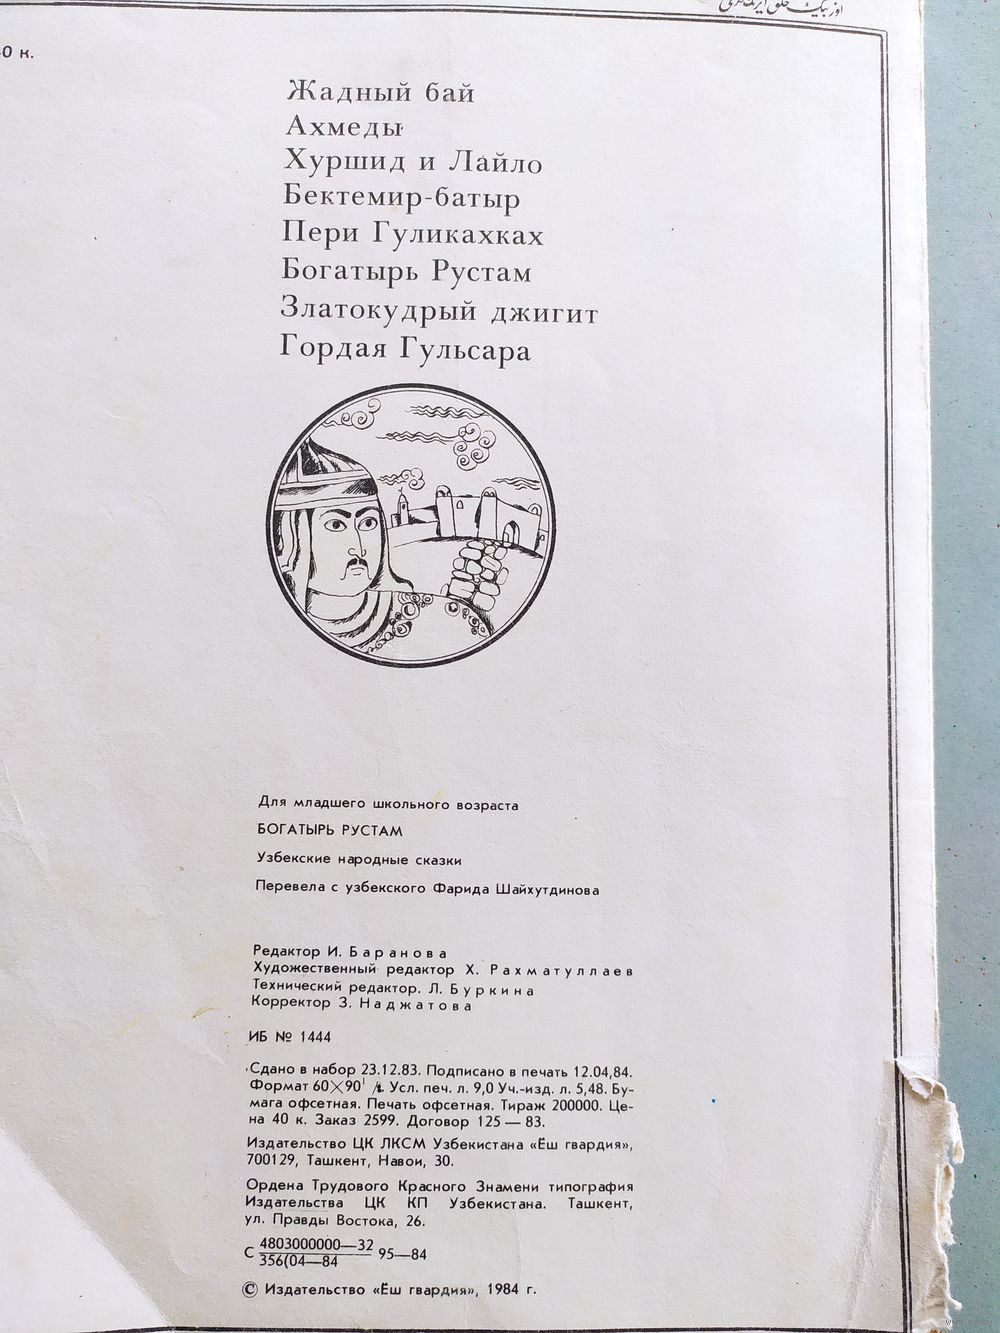 اوزبیک خلق
0 к.
Жадный бай
Ахмеды
Хуршид и Лайло
Бектемир-батыр
Пери Гуликахках
Богатырь Рустам
Златокудрый джигит
Гордая Гульсара
Для младшего школьного возраста
БОГАТЫРЬ РУСТАМ
Узбекские народные сказки
Перевела с узбекского Фарида Шайхутдинова
Редактор И. Баранова
Художественный редактор Х. Рахматуллаев
Технический редактор. Л. Буркина
Корректор З. Наджатова
ИБ № 1444
Сдано в набор 23.12.83. Подписано в печать 12.04,84.
Формат 60×90 Усл. печ. л. 9,0 Уч.-изд. л. 5,48. Бу-
мага офсетная. Печать офсетная. Тираж 200000. Це-
на 40 к. Заказ 2599. Договор 125 — 83.
Издательство ЦК ЛКСМ Узбекистана «Ёш гвардия»,
700129, Ташкент, Навои, 30.
Ордена Трудового Красного Знамени типография
Издательства ЦК КП Узбекистана. Ташкент,
ул. Правды Востока, 26.
С 4803000000—32 95—84
356(04—84
© Издательство «Ёш гвардия», 1984 г.